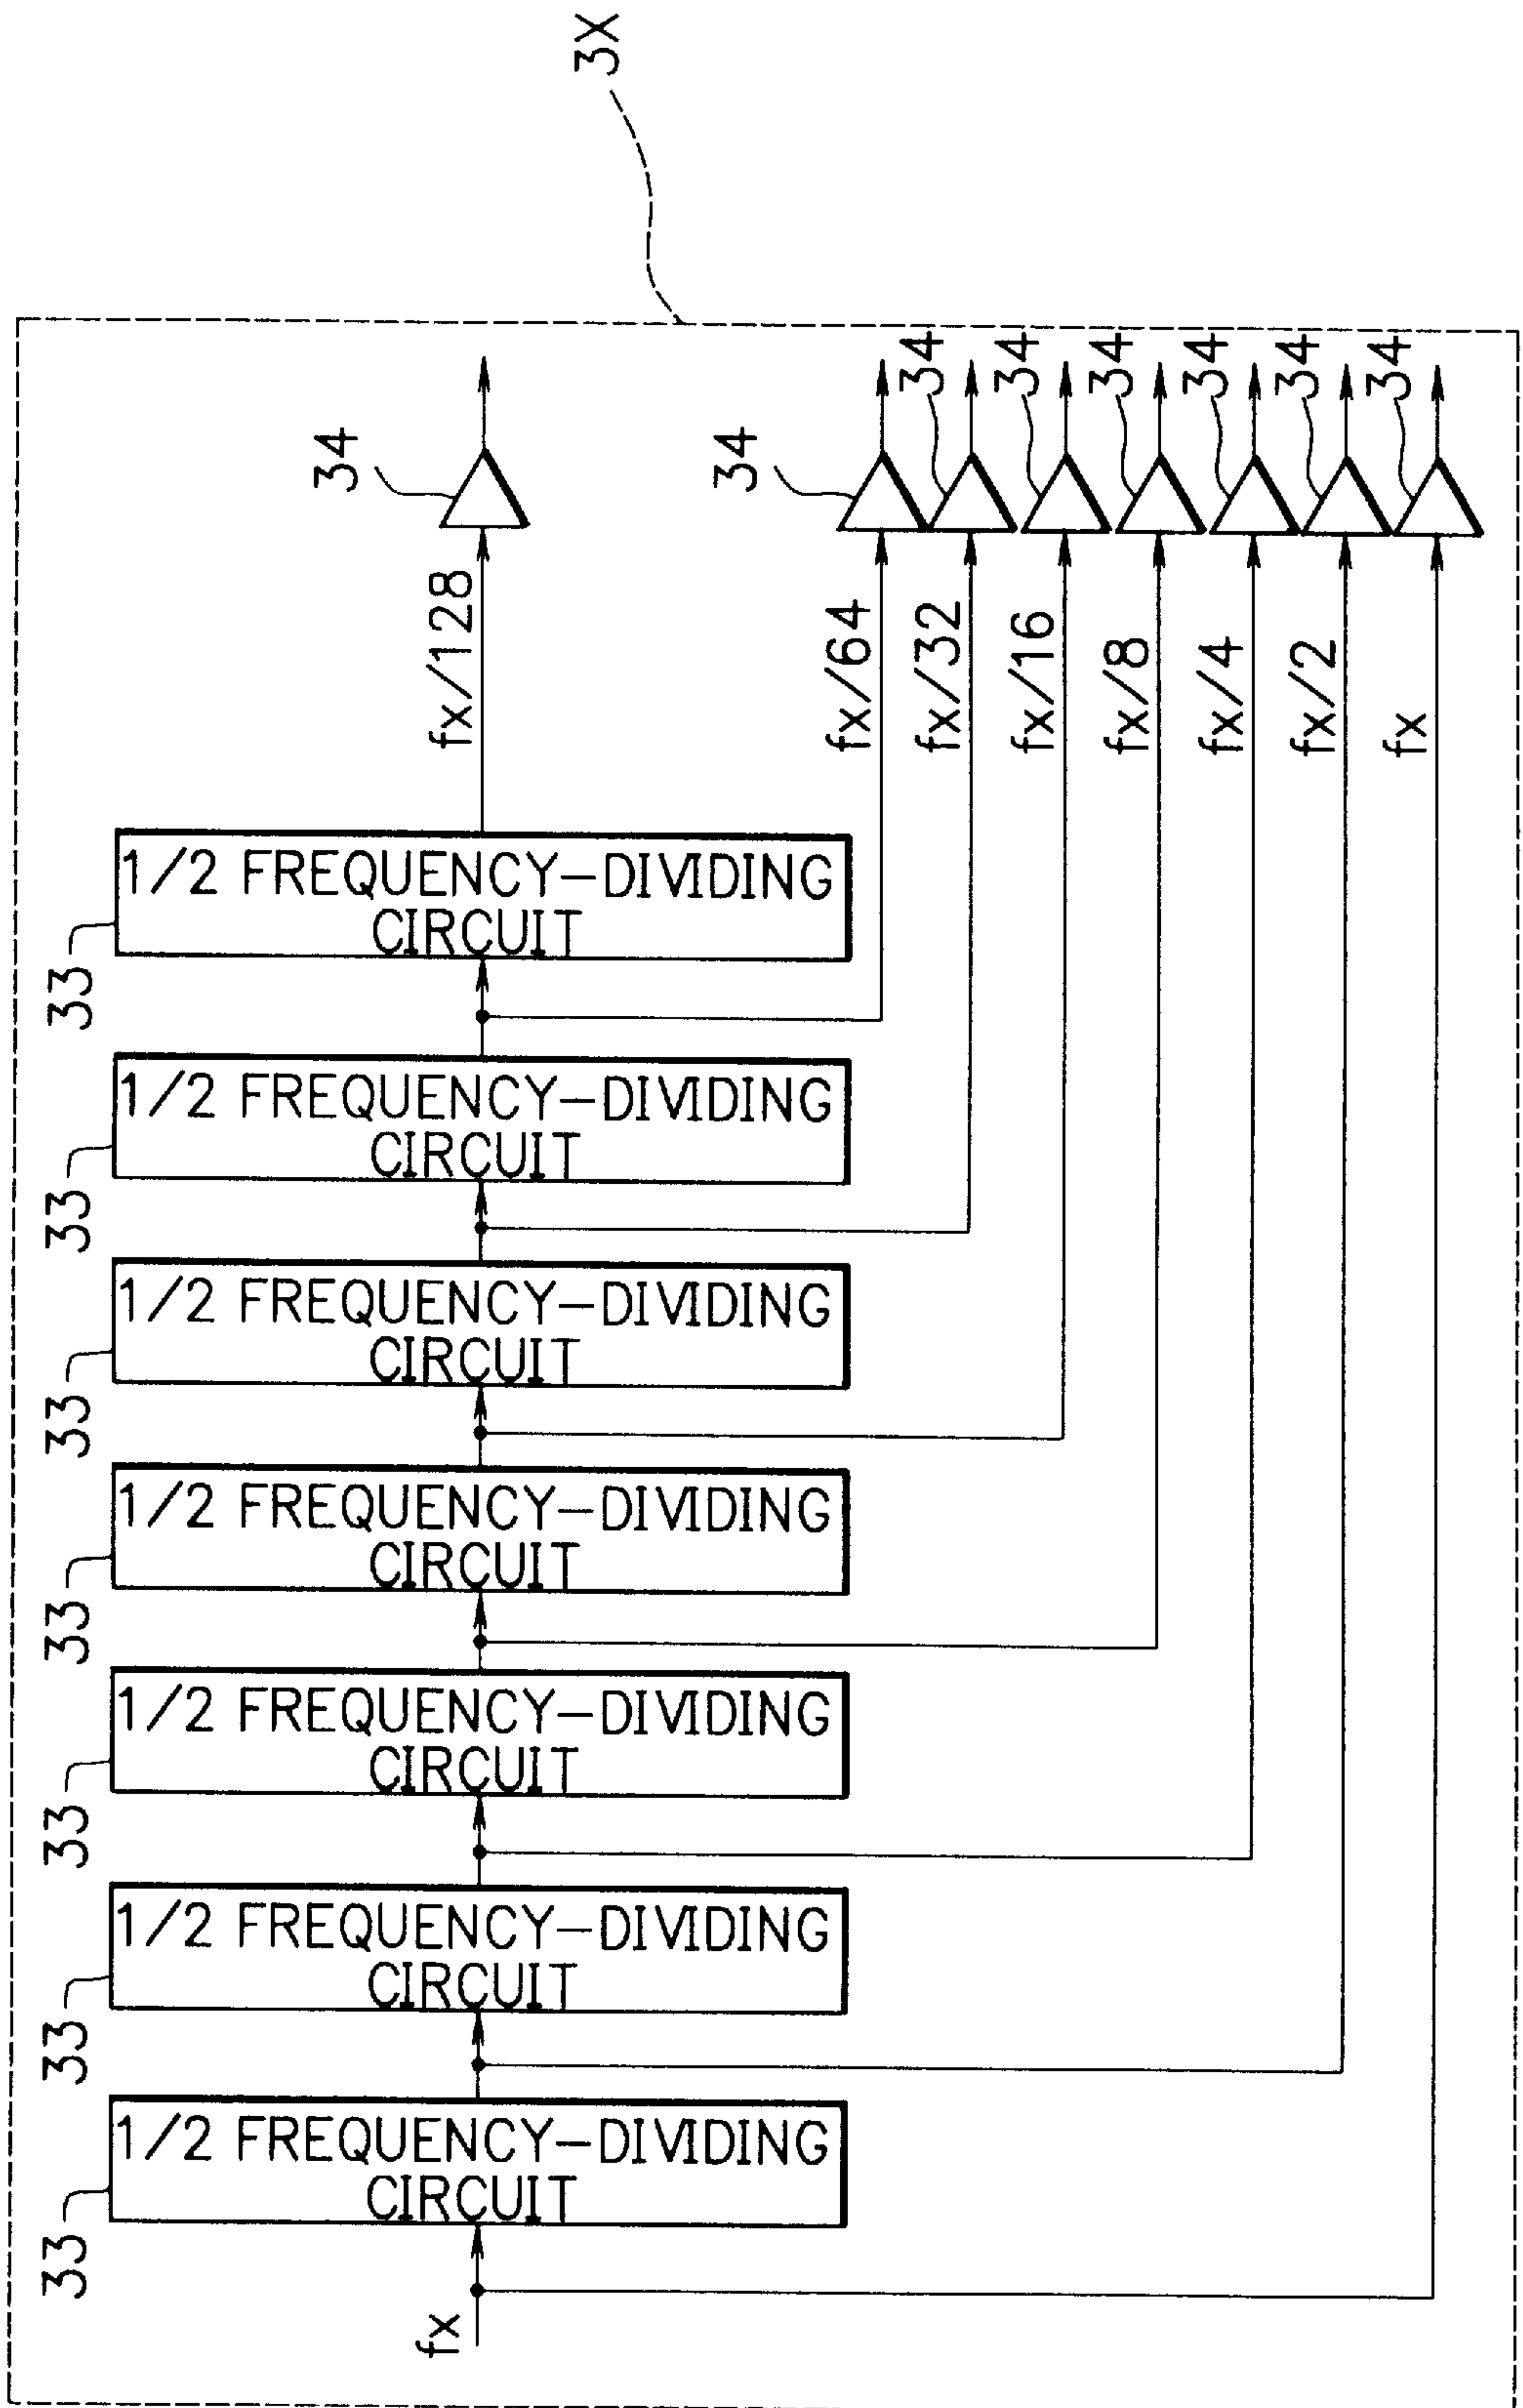 3X
34
34
34
34
34
34
34
34
fx/128
fx/64
fx/32
fx/16
fx/8
fx/4
fx/2
fx
33
1/2 FREQUENCY-DIVIDING
CIRCUIT
33
1/2 FREQUENCY-DIVIDING
CIRCUIT
33
1/2 FREQUENCY-DIVIDING
CIRCUIT
33
1/2 FREQUENCY-DIVIDING
CIRCUIT
33
1/2 FREQUENCY-DIVIDING
CIRCUIT
33
1/2 FREQUENCY-DIVIDING
CIRCUIT
33
1/2 FREQUENCY-DIVIDING
CIRCUIT
fx